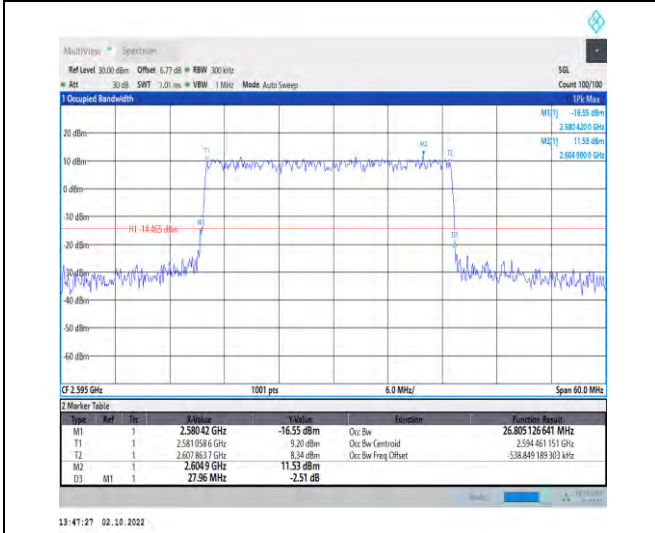 MultiView Spectrum
Ref Level 30.00 dBm Offset 6.77 dB RBW 300 kHz SGL
Att 30 dB SWT 1.01 ms VBW 1 MHz Mode Auto Sweep Count 100/100
1 Occupied Bandwidth 1Pk Max
M1[1] -16.55 dBm
2.5804200 GHz
M2[1] 11.53 dBm
2.6049000 GHz
20 dBm
T1 M2 T2
10 dBm
0 dBm
-10 dBm
M1
H1 -14.465 dBm
D3
-30 dBm
-40 dBm
-50 dBm
-60 dBm
CF 2.595 GHz 1001 pts 6.0 MHz/ Span 60.0 MHz
2 Marker Table
Type Ref Trc X-Value Y-Value Function Function Result
M1 1 2.58042 GHz -16.55 dBm Occ Bw 26.805126641 MHz
T1 1 2.5810586 GHz 9.20 dBm Occ Bw Centroid 2.594461151 GHz
T2 1 2.6078637 GHz 8.34 dBm Occ Bw Freq Offset -538.849189303 kHz
M2 1 2.6049 GHz 11.53 dBm
D3 M1 1 27.96 MHz -2.51 dB
13:47:27 02.10.2022